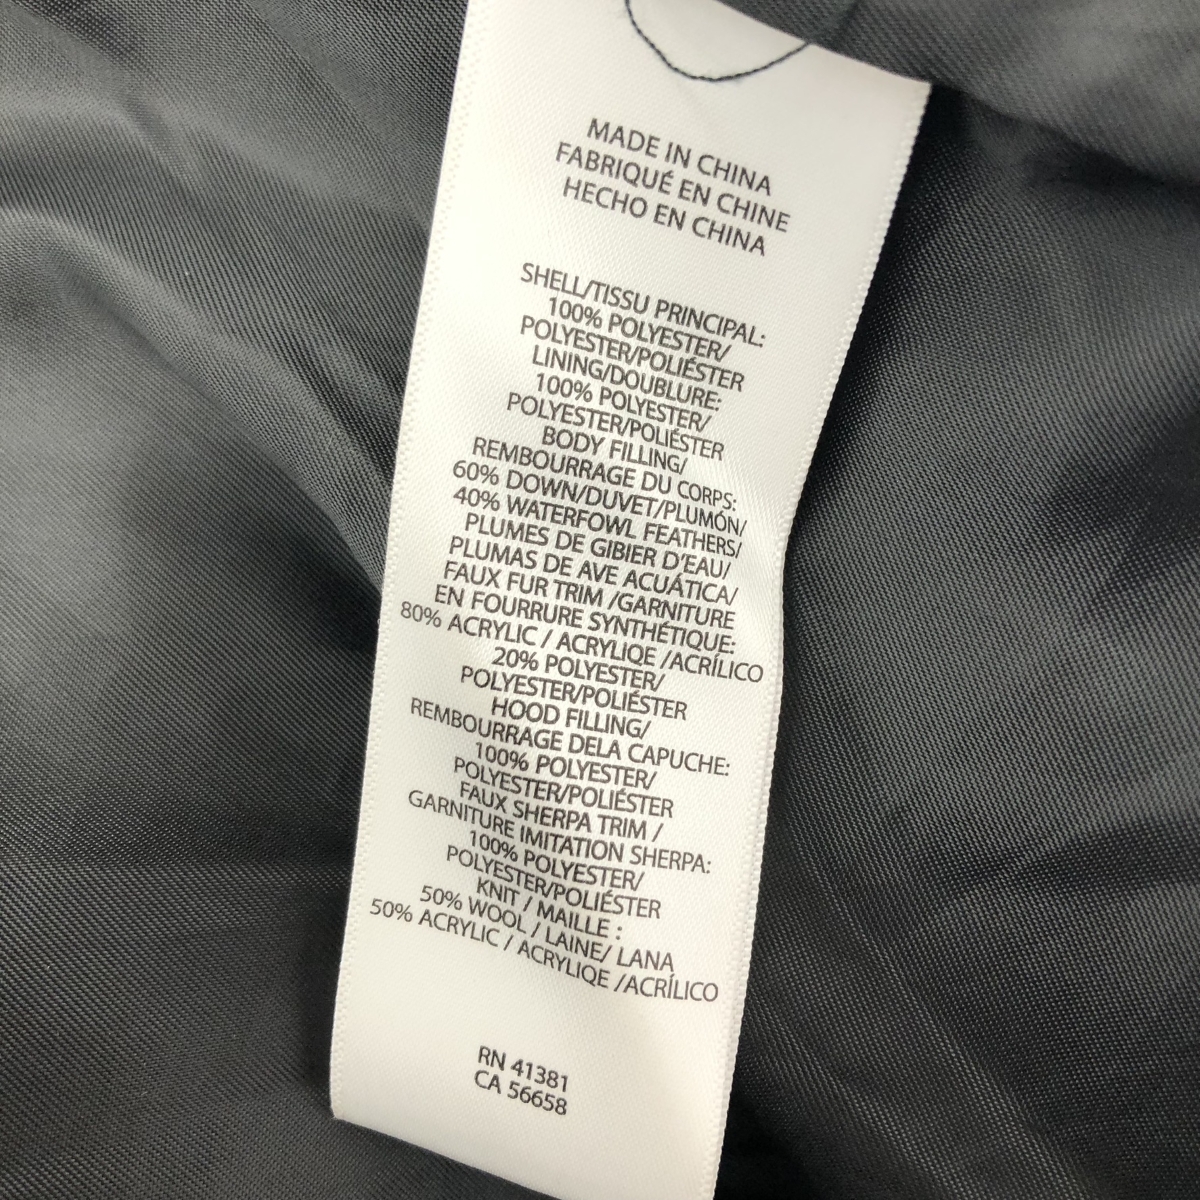 MADE IN CHINA
FABRIQUÉ EN CHINE
HECHO EN CHINA
SHELL/TISSU PRINCIPAL:
100% POLYESTER/
POLYESTER/POLIÉSTER
LINING/DOUBLURE:
100% POLYESTER/
POLYESTER/POLIÉSTER
BODY FILLING/
REMBOURRAGE DU CORPS:
60% DOWN/DUVET/PLUMÓN/
40% WATERFOWL FEATHERS/
PLUMES DE GIBIER D'EAU/
PLUMAS DE AVE ACUÁTICA/
FAUX FUR TRIM /GARNITURE
EN FOURRURE SYNTHÉTIQUE:
80% ACRYLIC / ACRYLIQE /ACRÍLICO
20% POLYESTER/
POLYESTER/POLIÉSTER
HOOD FILLING/
REMBOURRAGE DELA CAPUCHE:
100% POLYESTER/
POLYESTER/POLIÉSTER
FAUX SHERPA TRIM /
GARNITURE IMITATION SHERPA:
100% POLYESTER/
POLYESTER/POLIÉSTER
KNIT / MAILLE :
50% WOOL / LAINE/ LANA
50% ACRYLIC / ACRYLIQE /ACRÍLICO
RN 41381
CA 56658